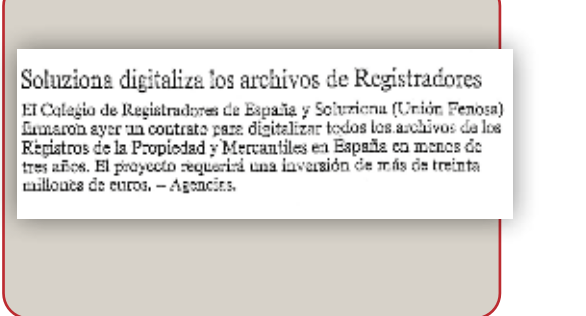 Soluziona digitaliza los archivos de Registradores
El Colegio de Registradores de España y Soluziona (Unión Fenosa)
firmaron ayer un contrato para digitalizar todos los archivos de los
Registros de la Propiedad y Mercantiles en España en menos de
tres años. El proyecto requerirá una inversión de más de treinta
millones de euros. – Agencias.